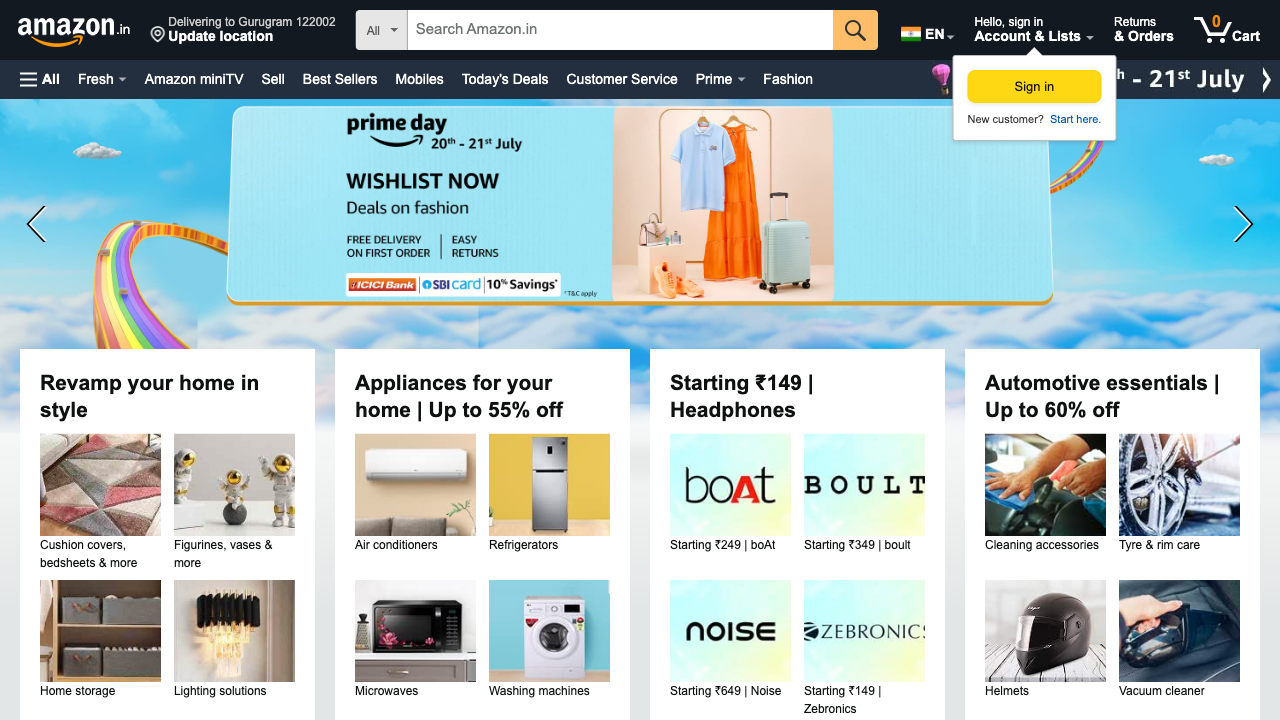 amazon.in
Delivering to Gurugram 122002
Update location
All
Search Amazon.in
EN
Hello, sign in
Account & Lists
Returns
& Orders
0
Cart
All
Fresh
Amazon miniTV
Sell
Best Sellers
Mobiles
Today's Deals
Customer Service
Prime
Fashion
h - 21st July
Sign in
New customer? Start here.
prime day
20th - 21st July
WISHLIST NOW
Deals on fashion
FREE DELIVERY
ON FIRST ORDER
EASY
RETURNS
ICICI Bank
SBI card
10% Savings*
*T&C apply
Revamp your home in
style
Cushion covers,
bedsheets & more
Figurines, vases &
more
Home storage
Lighting solutions
Appliances for your
home | Up to 55% off
Air conditioners
Refrigerators
Microwaves
Washing machines
Starting ₹149 |
Headphones
boAt
BOULT
Starting ₹249 | boAt
Starting ₹349 | boult
noise
ZEBRONICS
Starting ₹649 | Noise
Starting ₹149 |
Zebronics
Automotive essentials |
Up to 60% off
Cleaning accessories
Tyre & rim care
Helmets
Vacuum cleaner